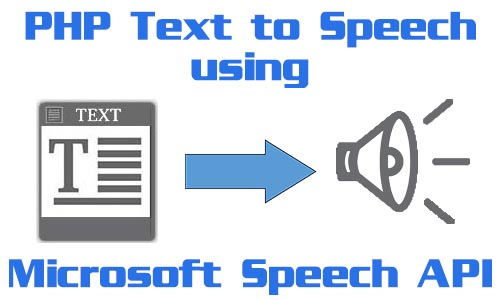 PHP Text to Speech
using
TEXT
T
Microsoft Speech API